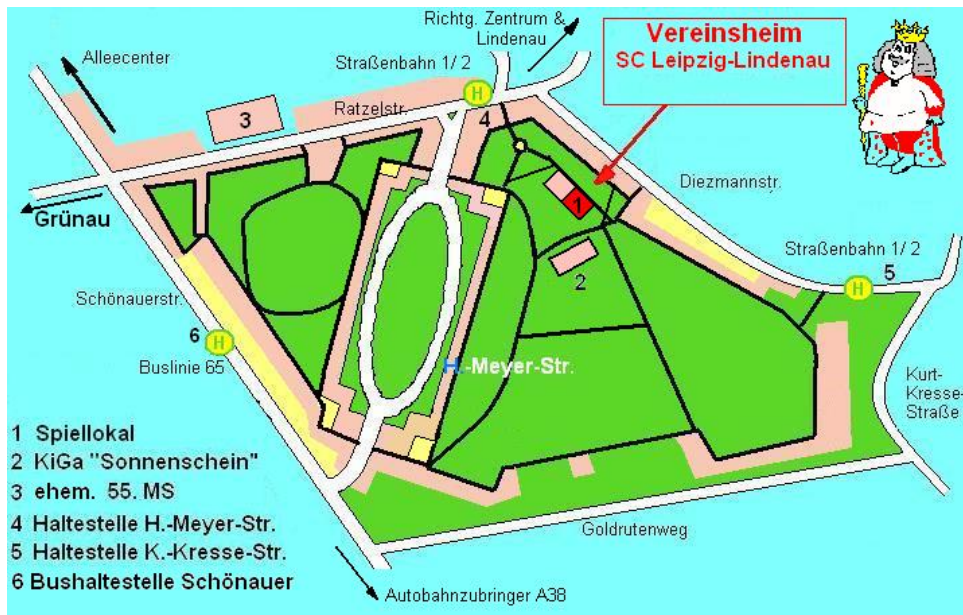 Richtg. Zentrum &
Lindenau
Vereinsheim
SC Leipzig-Lindenau
Alleecenter
Straßenbahn 1/ 2
H
3
Ratzelstr.
4
Diezmannstr.
1
Grünau
Straßenbahn 1/ 2
5
H
2
Schönauerstr.
6
H
Buslinie 65
H.-Meyer-Str.
Kurt-
Kresse-
Straße
1 Spiellokal
2 KiGa "Sonnenschein"
3 ehem. 55. MS
4 Haltestelle H.-Meyer-Str.
5 Haltestelle K.-Kresse-Str.
6 Bushaltestelle Schönauer
Goldrutenweg
Autobahnzubringer A38